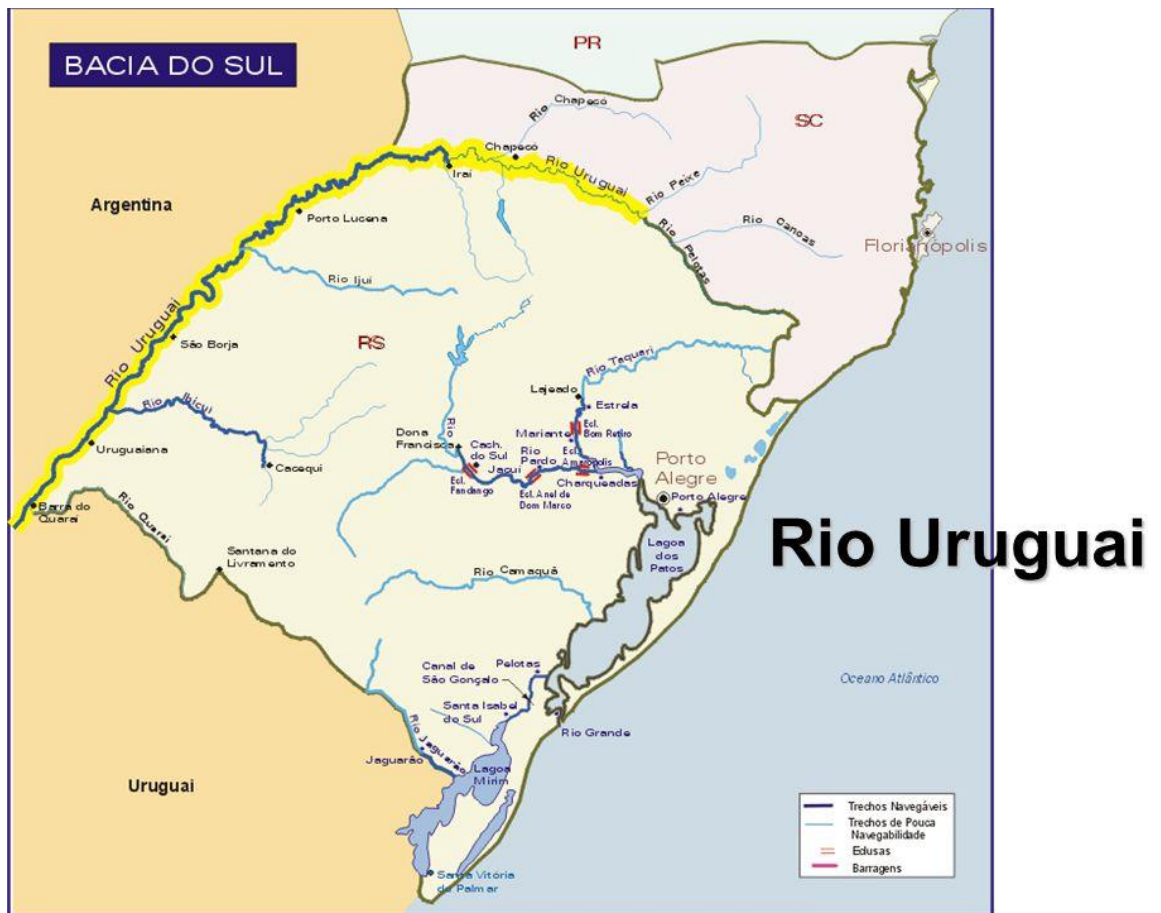 BACIA DO SUL
PR
SC
Rio Chapecó
Chapecó
Rio Uruguai
Iraí
Rio Peixe
Argentina
Porto Lucena
Rio Canoas
Rio Pelotas
Florianópolis
Rio Ijuí
Rio Uruguai
São Borja
RS
Rio Taquari
Lajeado
Estrela
Rio Ibicuí
Ecl.
Bom Retiro
Mariante
Dona
Francisca
Rio
Cach.
do Sul
Jacuí
Rio
Pardo
Ecl.
Amarópolis
Uruguaiana
Cacequi
Ecl.
Fandango
Ecl. Anel de
Dom Marco
Charqueadas
Porto
Alegre
Porto Alegre
Barra do
Quaraí
Rio Quaraí
Rio Uruguai
Santana do
Livramento
Lagoa
dos
Patos
Rio Camaquã
Canal de
São Gonçalo
Pelotas
Oceano Atlântico
Santa Isabel
do Sul
Rio Grande
Rio Jaguarão
Jaguarão
Lagoa
Mirim
Uruguai
Trechos Navegáveis
Trechos de Pouca
Navegabilidade
Eclusas
Barragens
Santa Vitória
do Palmar